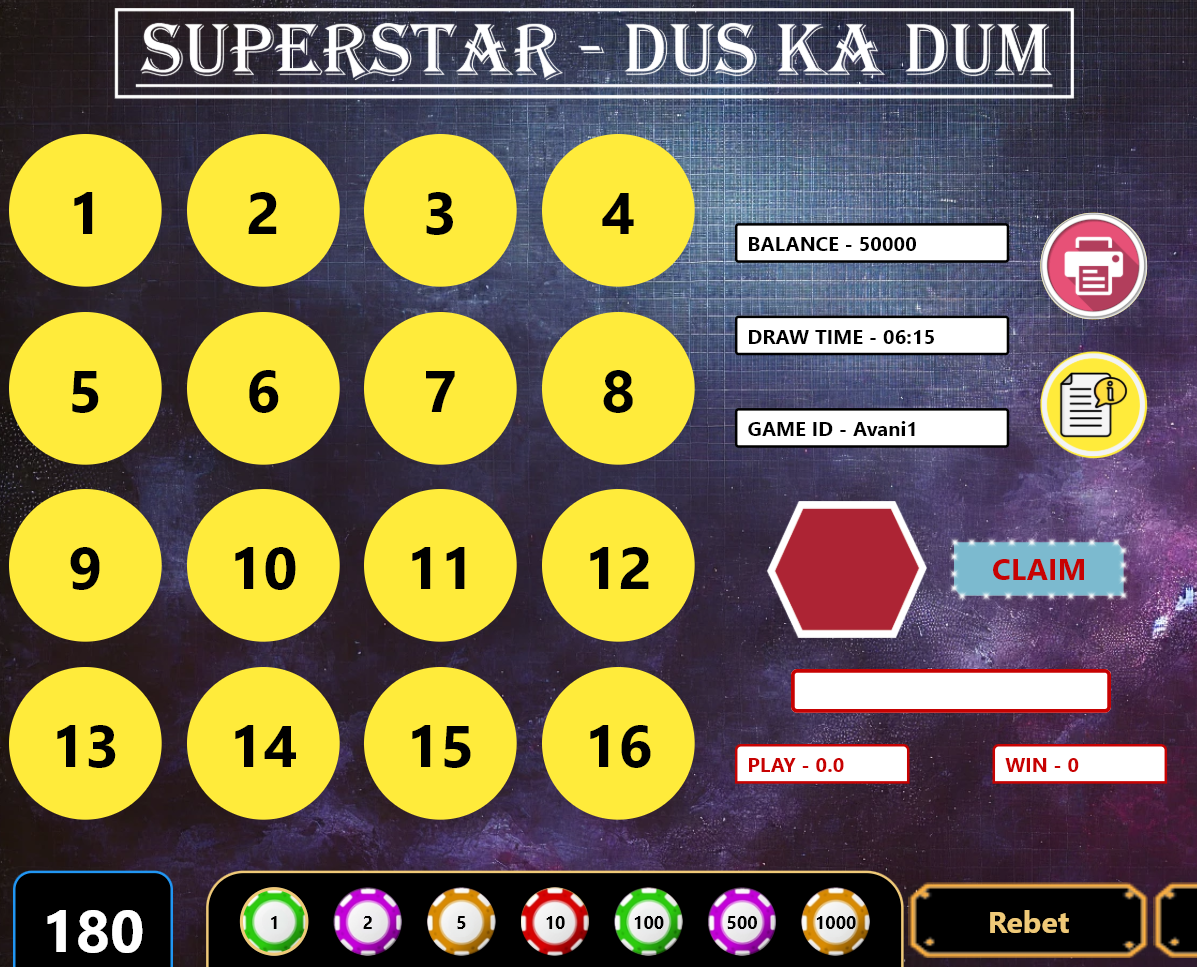 SUPERSTAR - DUS KA DUM
1 2 3 4
BALANCE - 50000
DRAW TIME - 06:15
5 6 7 8
GAME ID - Avani1
9 10 11 12
CLAIM
13 14 15 16
PLAY - 0.0
WIN - 0
180
1 2 5 10 100 500 1000
Rebet